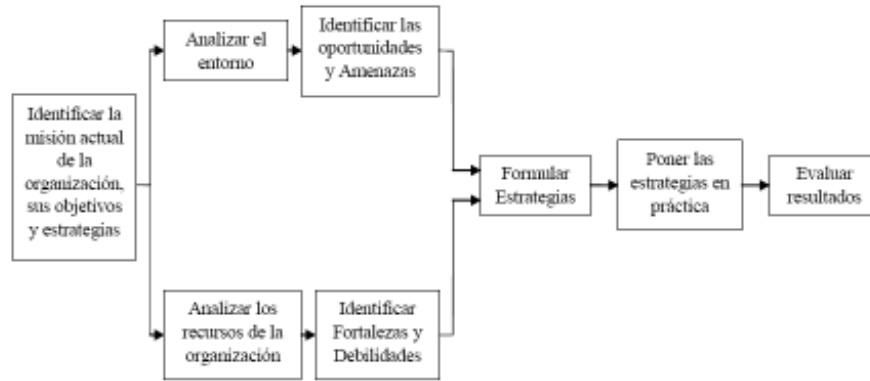 Identificar la
misión actual
de la
organización,
sus objetivos
y estrategias
Analizar el
entorno
Identificar las
oportunidades
y Amenazas
Analizar los
recursos de la
organización
Identificar
Fortalezas y
Debilidades
Formular
Estrategias
Poner las
estrategias en
práctica
Evaluar
resultados